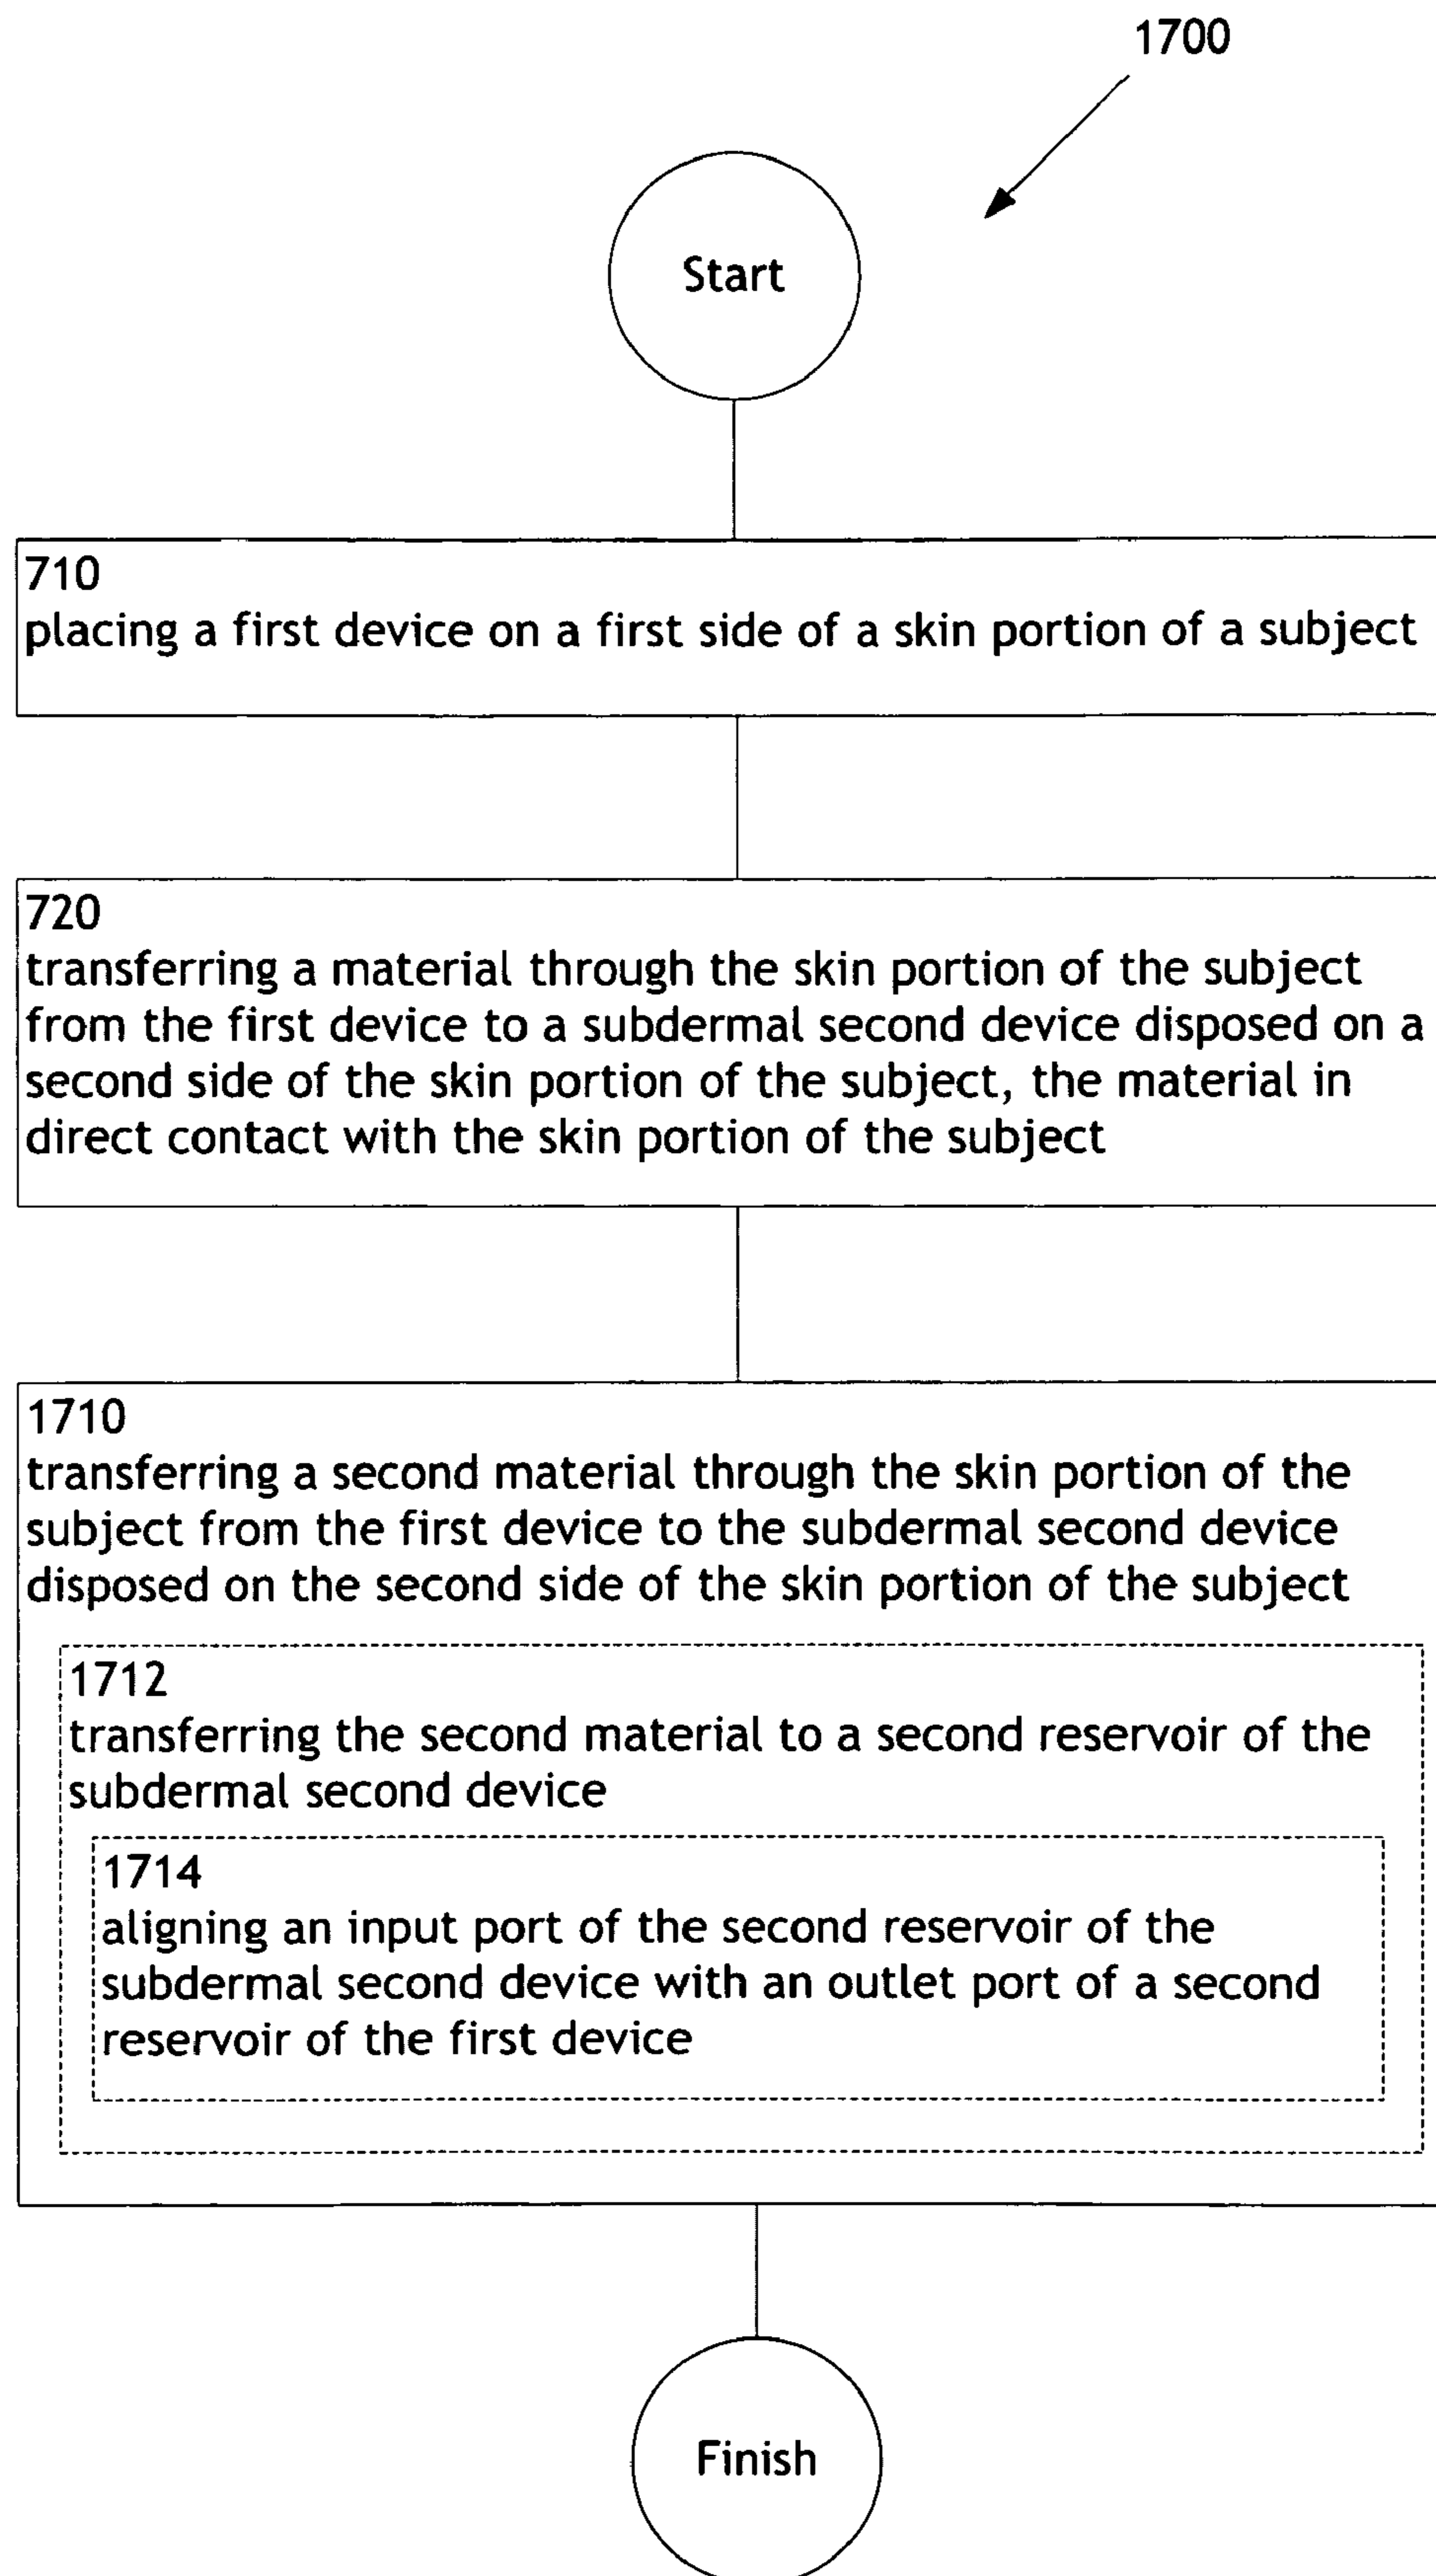 1700
Start
710
placing a first device on a first side of a skin portion of a subject
720
transferring a material through the skin portion of the subject
from the first device to a subdermal second device disposed on a
second side of the skin portion of the subject, the material in
direct contact with the skin portion of the subject
1710
transferring a second material through the skin portion of the
subject from the first device to the subdermal second device
disposed on the second side of the skin portion of the subject
1712
transferring the second material to a second reservoir of the
subdermal second device
1714
aligning an input port of the second reservoir of the
subdermal second device with an outlet port of a second
reservoir of the first device
Finish